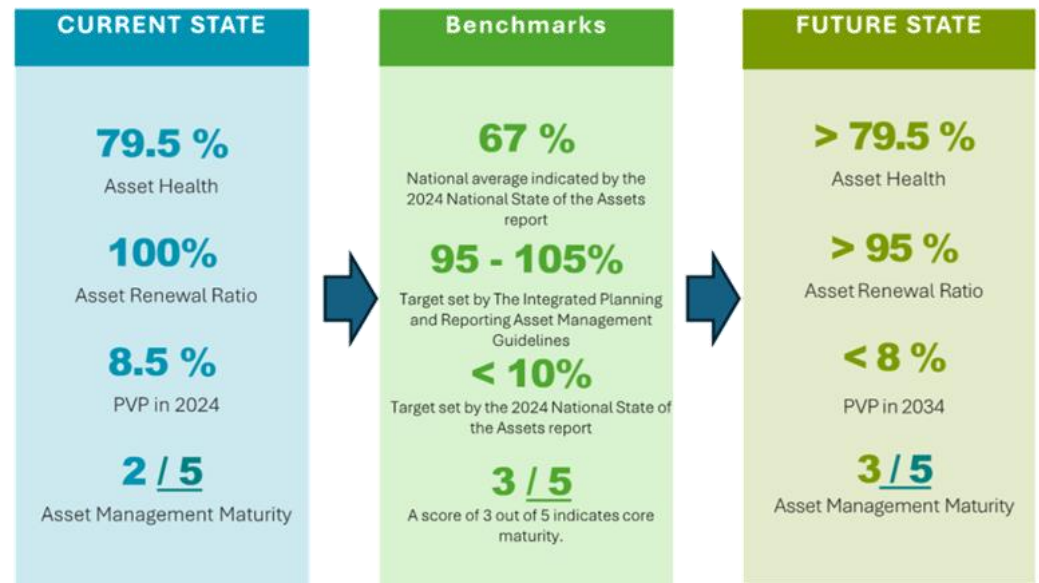 CURRENT STATE
79.5 %
Asset Health
100%
Asset Renewal Ratio
8.5 %
PVP in 2024
2 / 5
Asset Management Maturity
Benchmarks
67 %
National average indicated by the
2024 National State of the Assets
report
95 - 105%
Target set by The Integrated Planning
and Reporting Asset Management
Guidelines
< 10%
Target set by the 2024 National State of
the Assets report
3 / 5
A score of 3 out of 5 indicates core
maturity.
FUTURE STATE
> 79.5 %
Asset Health
> 95 %
Asset Renewal Ratio
< 8 %
PVP in 2034
3 / 5
Asset Management Maturity